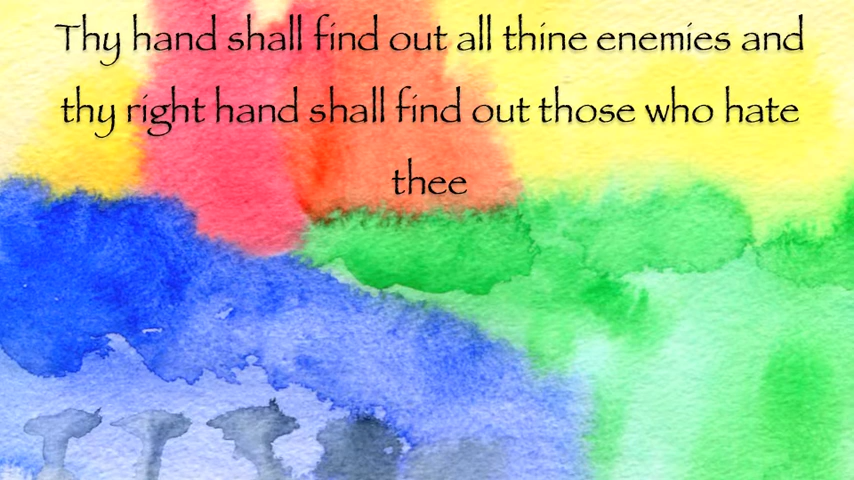 Thy hand shall find out all thine enemies and
thy right hand shall find out those who hate
thee